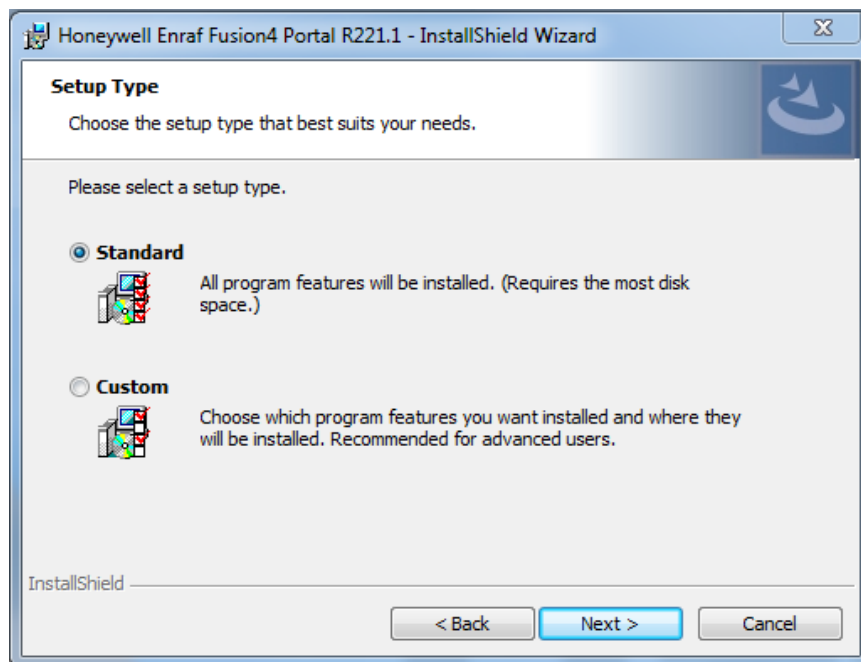 Honeywell Enraf Fusion4 Portal R221.1 - InstallShield Wizard
Setup Type
Choose the setup type that best suits your needs.
Please select a setup type.
Standard
All program features will be installed. (Requires the most disk
space.)
Custom
Choose which program features you want installed and where they
will be installed. Recommended for advanced users.
InstallShield
< Back
Next >
Cancel